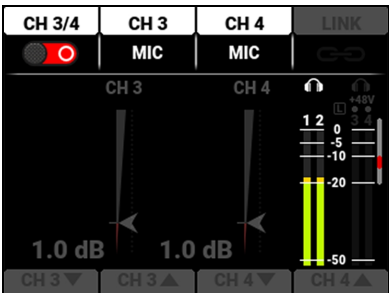 CH 3/4 CH 3 CH 4 LINK
MIC MIC
CH 3 CH 4
+48V
L
1 2 3 4
0
-5
-10
-20
-50
1.0 dB 1.0 dB
CH 3▼ CH 3▲ CH 4▼ CH 4▲